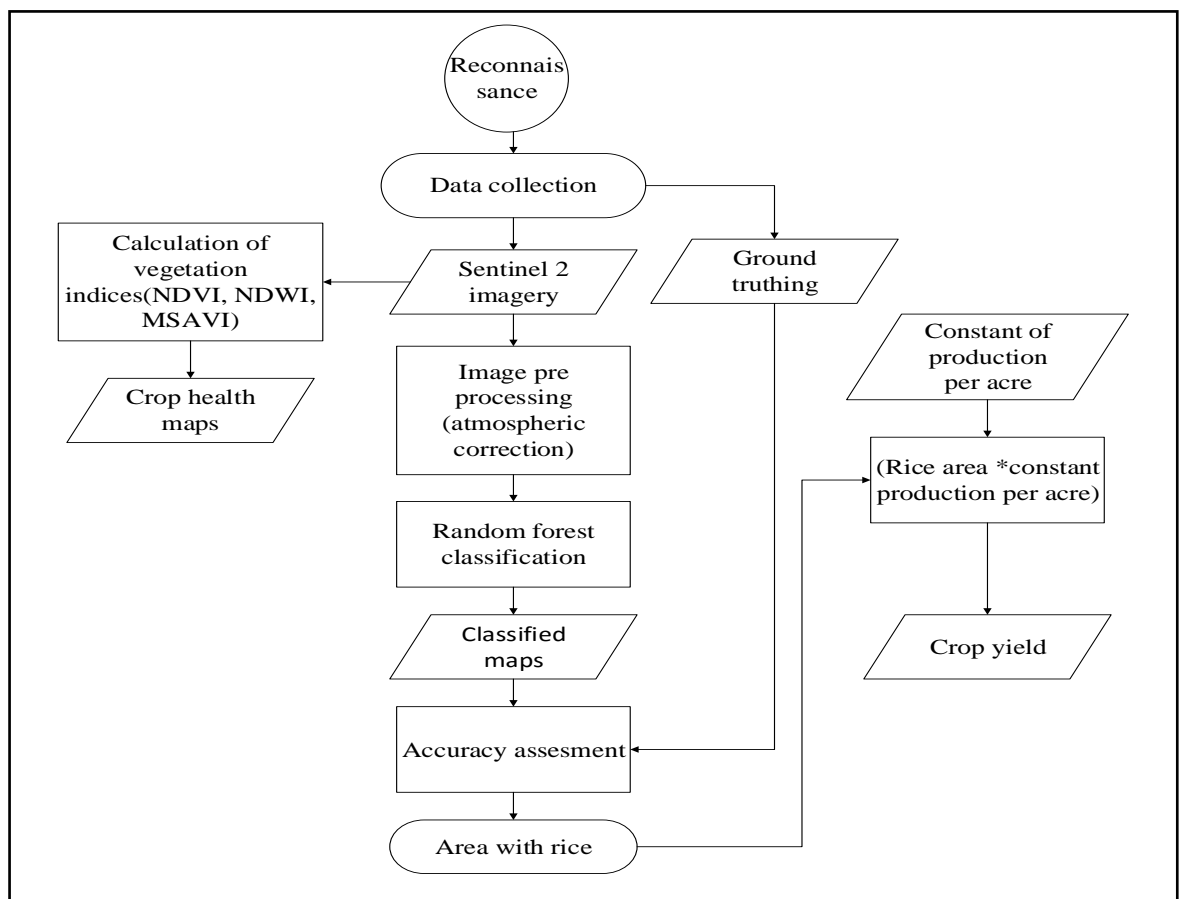 Reconnais
sance
Data collection
Calculation of
vegetation
indices(NDVI, NDWI,
MSAVI)
Sentinel 2
imagery
Ground
truthing
Constant of
production
per acre
Crop health
maps
Image pre
processing
(atmospheric
correction)
(Rice area *constant
production per acre)
Random forest
classification
Classified
maps
Crop yield
Accuracy assesment
Area with rice